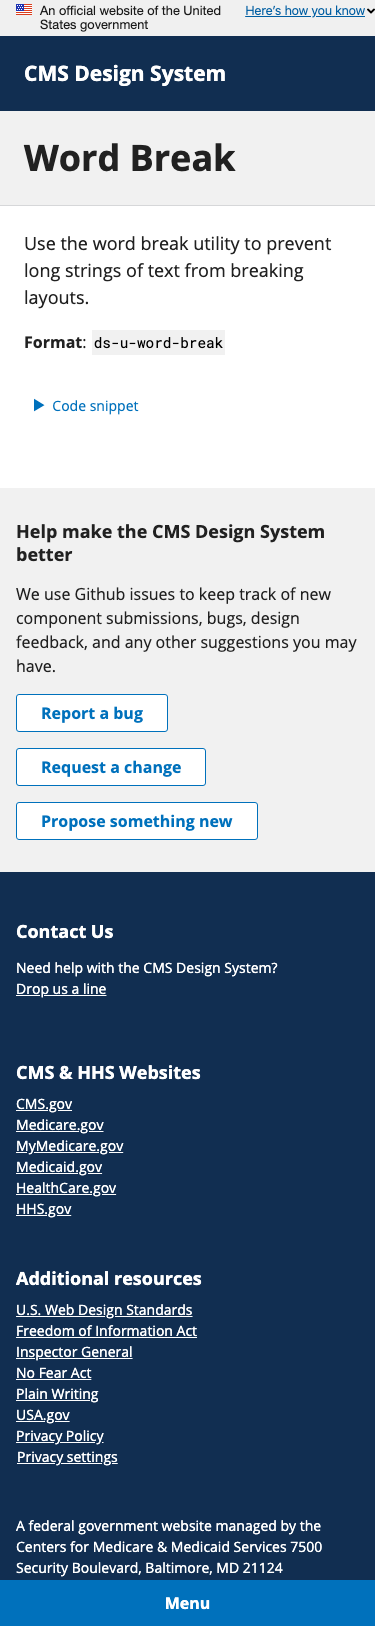 An official website of the United
States government
Here's how you know
CMS Design System
Word Break
Use the word break utility to prevent
long strings of text from breaking
layouts.
Format: ds-u-word-break
Code snippet
Help make the CMS Design System
better
We use Github issues to keep track of new
component submissions, bugs, design
feedback, and any other suggestions you may
have.
Report a bug
Request a change
Propose something new
Contact Us
Need help with the CMS Design System?
Drop us a line
CMS & HHS Websites
CMS.gov
Medicare.gov
MyMedicare.gov
Medicaid.gov
HealthCare.gov
HHS.gov
Additional resources
U.S. Web Design Standards
Freedom of Information Act
Inspector General
No Fear Act
Plain Writing
USA.gov
Privacy Policy
Privacy settings
A federal government website managed by the
Centers for Medicare & Medicaid Services 7500
Security Boulevard, Baltimore, MD 21124
Menu